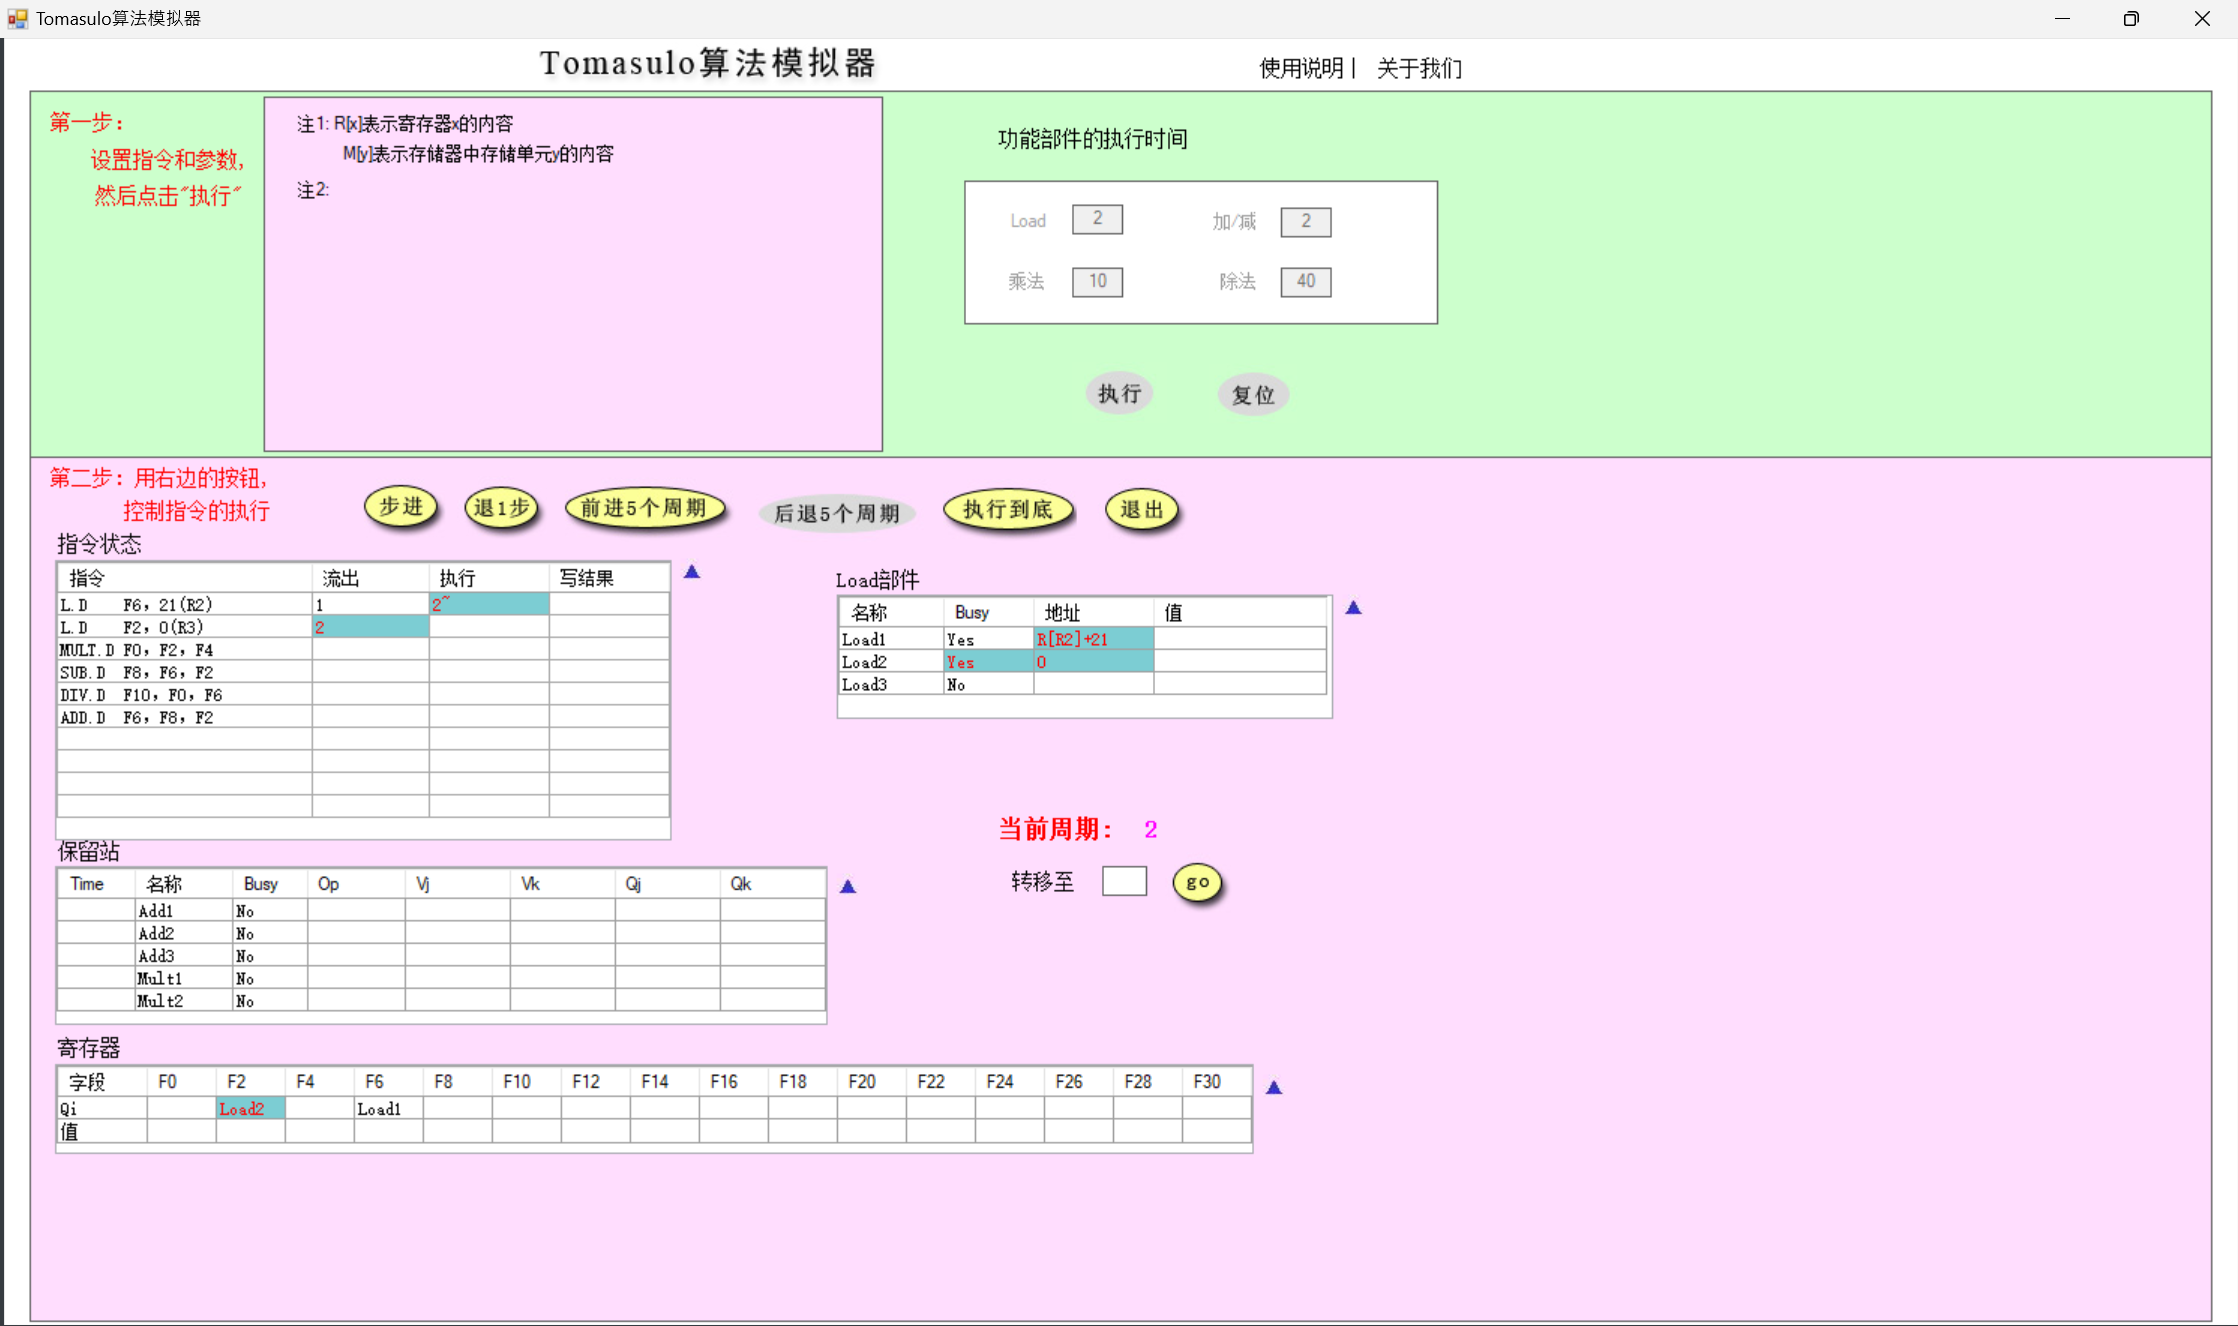 Tomasulo算法模拟器
Tomasulo算法模拟器
使用说明| 关于我们
第一步:
设置指令和参数,
然后点击"执行"
注1: R[x]表示寄存器x的内容
M[y]表示存储器中存储单元y的内容
注2:
功能部件的执行时间
Load 2 加/减 2
乘法 10 除法 40
执行 复位
第二步: 用右边的按钮,
控制指令的执行
步进 退1步 前进5个周期 后退5个周期 执行到底 退出
指令状态
指令 流出 执行 写结果
L.D F6, 21(R2) 1 2~
L.D F2, 0(R3) 2
MULT.D F0, F2, F4
SUB.D F8, F6, F2
DIV.D F10, F0, F6
ADD.D F6, F8, F2
Load部件
名称 Busy 地址 值
Load1 Yes R[R2]+21
Load2 Yes 0
Load3 No
当前周期: 2
转移至 go
保留站
Time 名称 Busy Op Vj Vk Qj Qk
Add1 No
Add2 No
Add3 No
Mult1 No
Mult2 No
寄存器
字段 F0 F2 F4 F6 F8 F10 F12 F14 F16 F18 F20 F22 F24 F26 F28 F30
Qi Load2 Load1
值